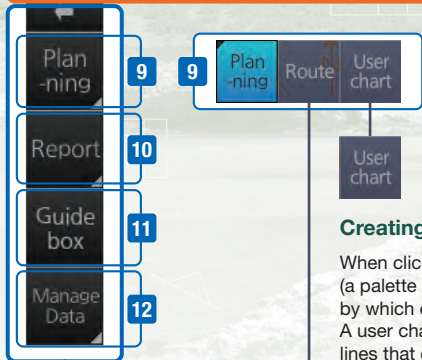 Plan
-ning
9
Report
10
Guide
box
11
Manage
Data
12
9
Plan
-ning
Route
User
chart
User
chart
Creating
When clic
(a palette
by which
A user cha
lines that